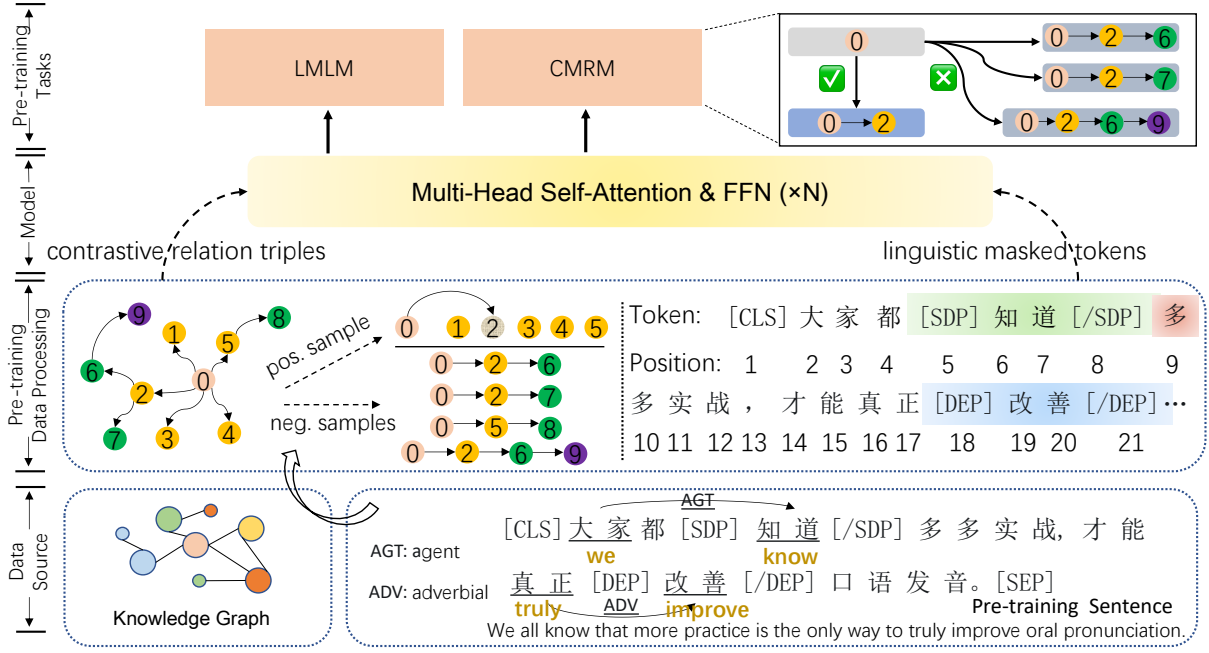 Pre-training Tasks
LMLM
CMRM
0
0 2 6
0 2 7
0 2
0 2 6 9
Model
Multi-Head Self-Attention & FFN (×N)
contrastive relation triples
linguistic masked tokens
Pre-training Data Processing
9
1
5
8
6
2
0
7
3
4
pos. sample
neg. samples
0 1 2 3 4 5
0 2 6
0 2 7
0 5 8
0 2 6 9
Token: [CLS] 大 家 都 [SDP] 知 道 [/SDP] 多
Position: 1 2 3 4 5 6 7 8 9
多 实 战 ， 才 能 真 正 [DEP] 改 善 [/DEP] ···
10 11 12 13 14 15 16 17 18 19 20 21
Data Source
Knowledge Graph
AGT
[CLS] 大 家 都 [SDP] 知 道 [/SDP] 多 多 实 战, 才 能
AGT: agent
we know
真 正 [DEP] 改 善 [/DEP] 口 语 发 音。[SEP]
ADV: adverbial
truly ADV improve
Pre-training Sentence
We all know that more practice is the only way to truly improve oral pronunciation.